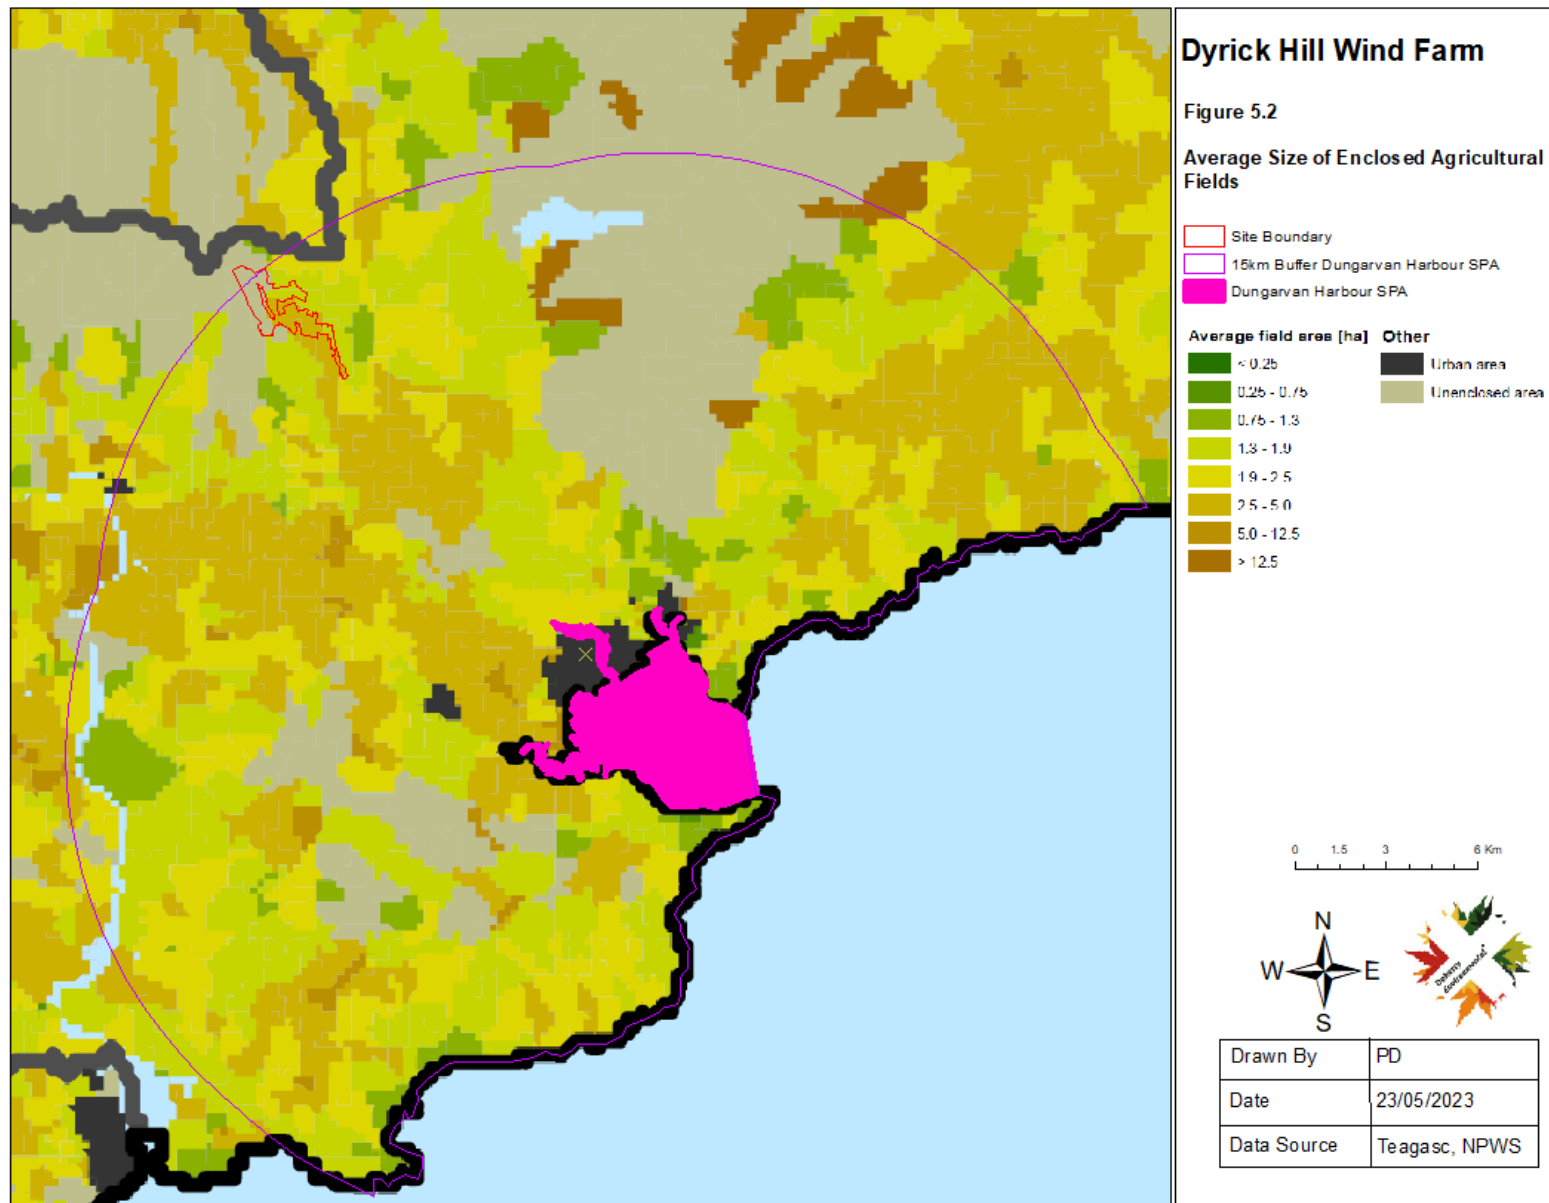 Dyrick Hill Wind Farm
Figure 5.2
Average Size of Enclosed Agricultural
Fields
Site Boundary
15km Buffer Dungarvan Harbour SPA
Dungarvan Harbour SPA
Average field area [ha] Other
< 0.25
0.25 - 0.75
0.75 - 1.3
1.3 - 1.9
1.9 - 2.5
2.5 - 5.0
5.0 - 12.5
> 12.5
Urban area
Unenclosed area
0 1.5 3 6 Km
N
W E
S
Doherty
Environmental
Drawn By PD
Date 23/05/2023
Data Source Teagasc, NPWS